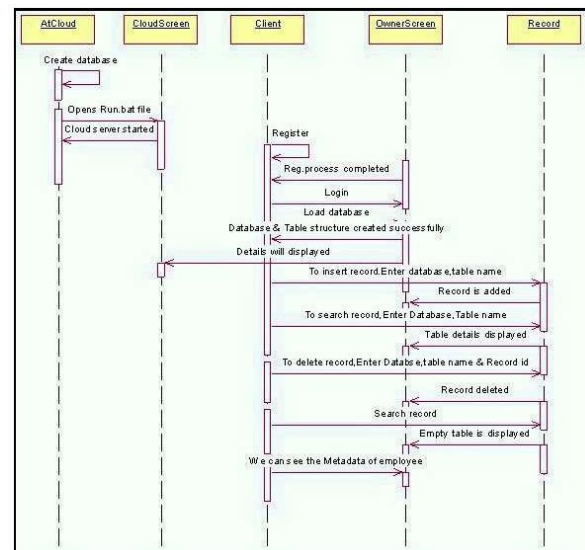 AtCloud CloudScreen Client OwnerScreen Record
Create database
Opens Run.bat file
Cloud server started
Register
Reg.process completed
Login
Load database
Database & Table structure created successfully
Details will displayed
To insert record,Enter database,table name
Record is added
To search record,Enter Database,Table name
Table details displayed
To delete record,Enter Databse,table name & Record id
Record deleted
Search record
Empty table is displayed
We can see the Metadata of employee